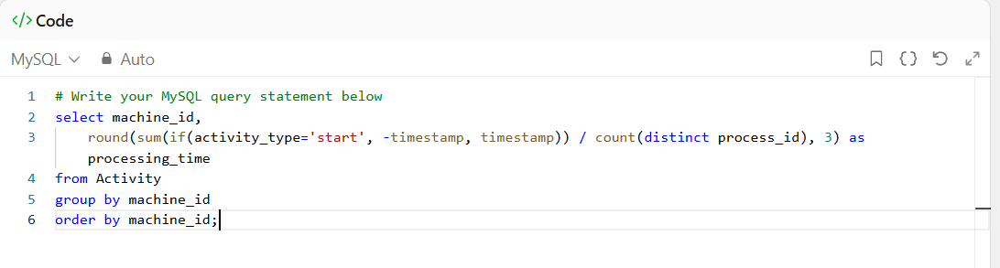 </> Code
MySQL Auto
1 # Write your MySQL query statement below
2 select machine_id,
3 round(sum(if(activity_type='start', -timestamp, timestamp)) / count(distinct process_id), 3) as
processing_time
4 from Activity
5 group by machine_id
6 order by machine_id;